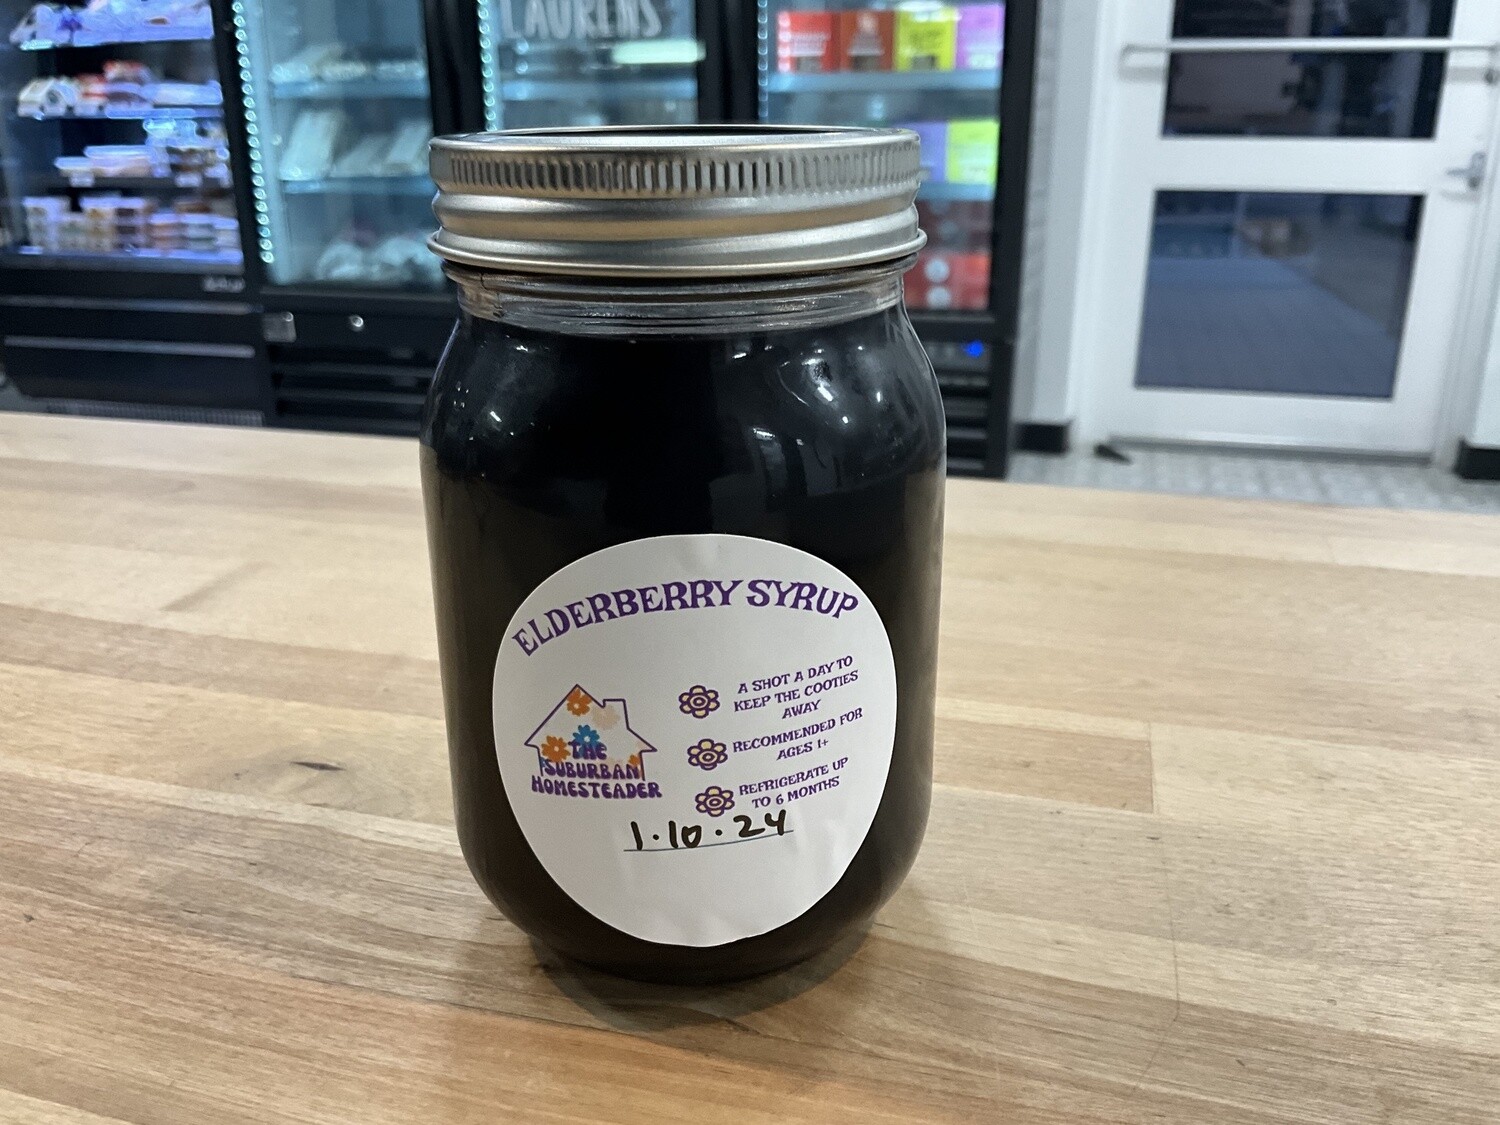 LAURENS
ELDERBERRY SYRUP
A SHOT A DAY TO
KEEP THE COOTIES
AWAY
RECOMMENDED FOR
AGES 1+
REFRIGERATE UP
TO 6 MONTHS
THE
SUBURBAN
HOMESTEADER
1.10.24